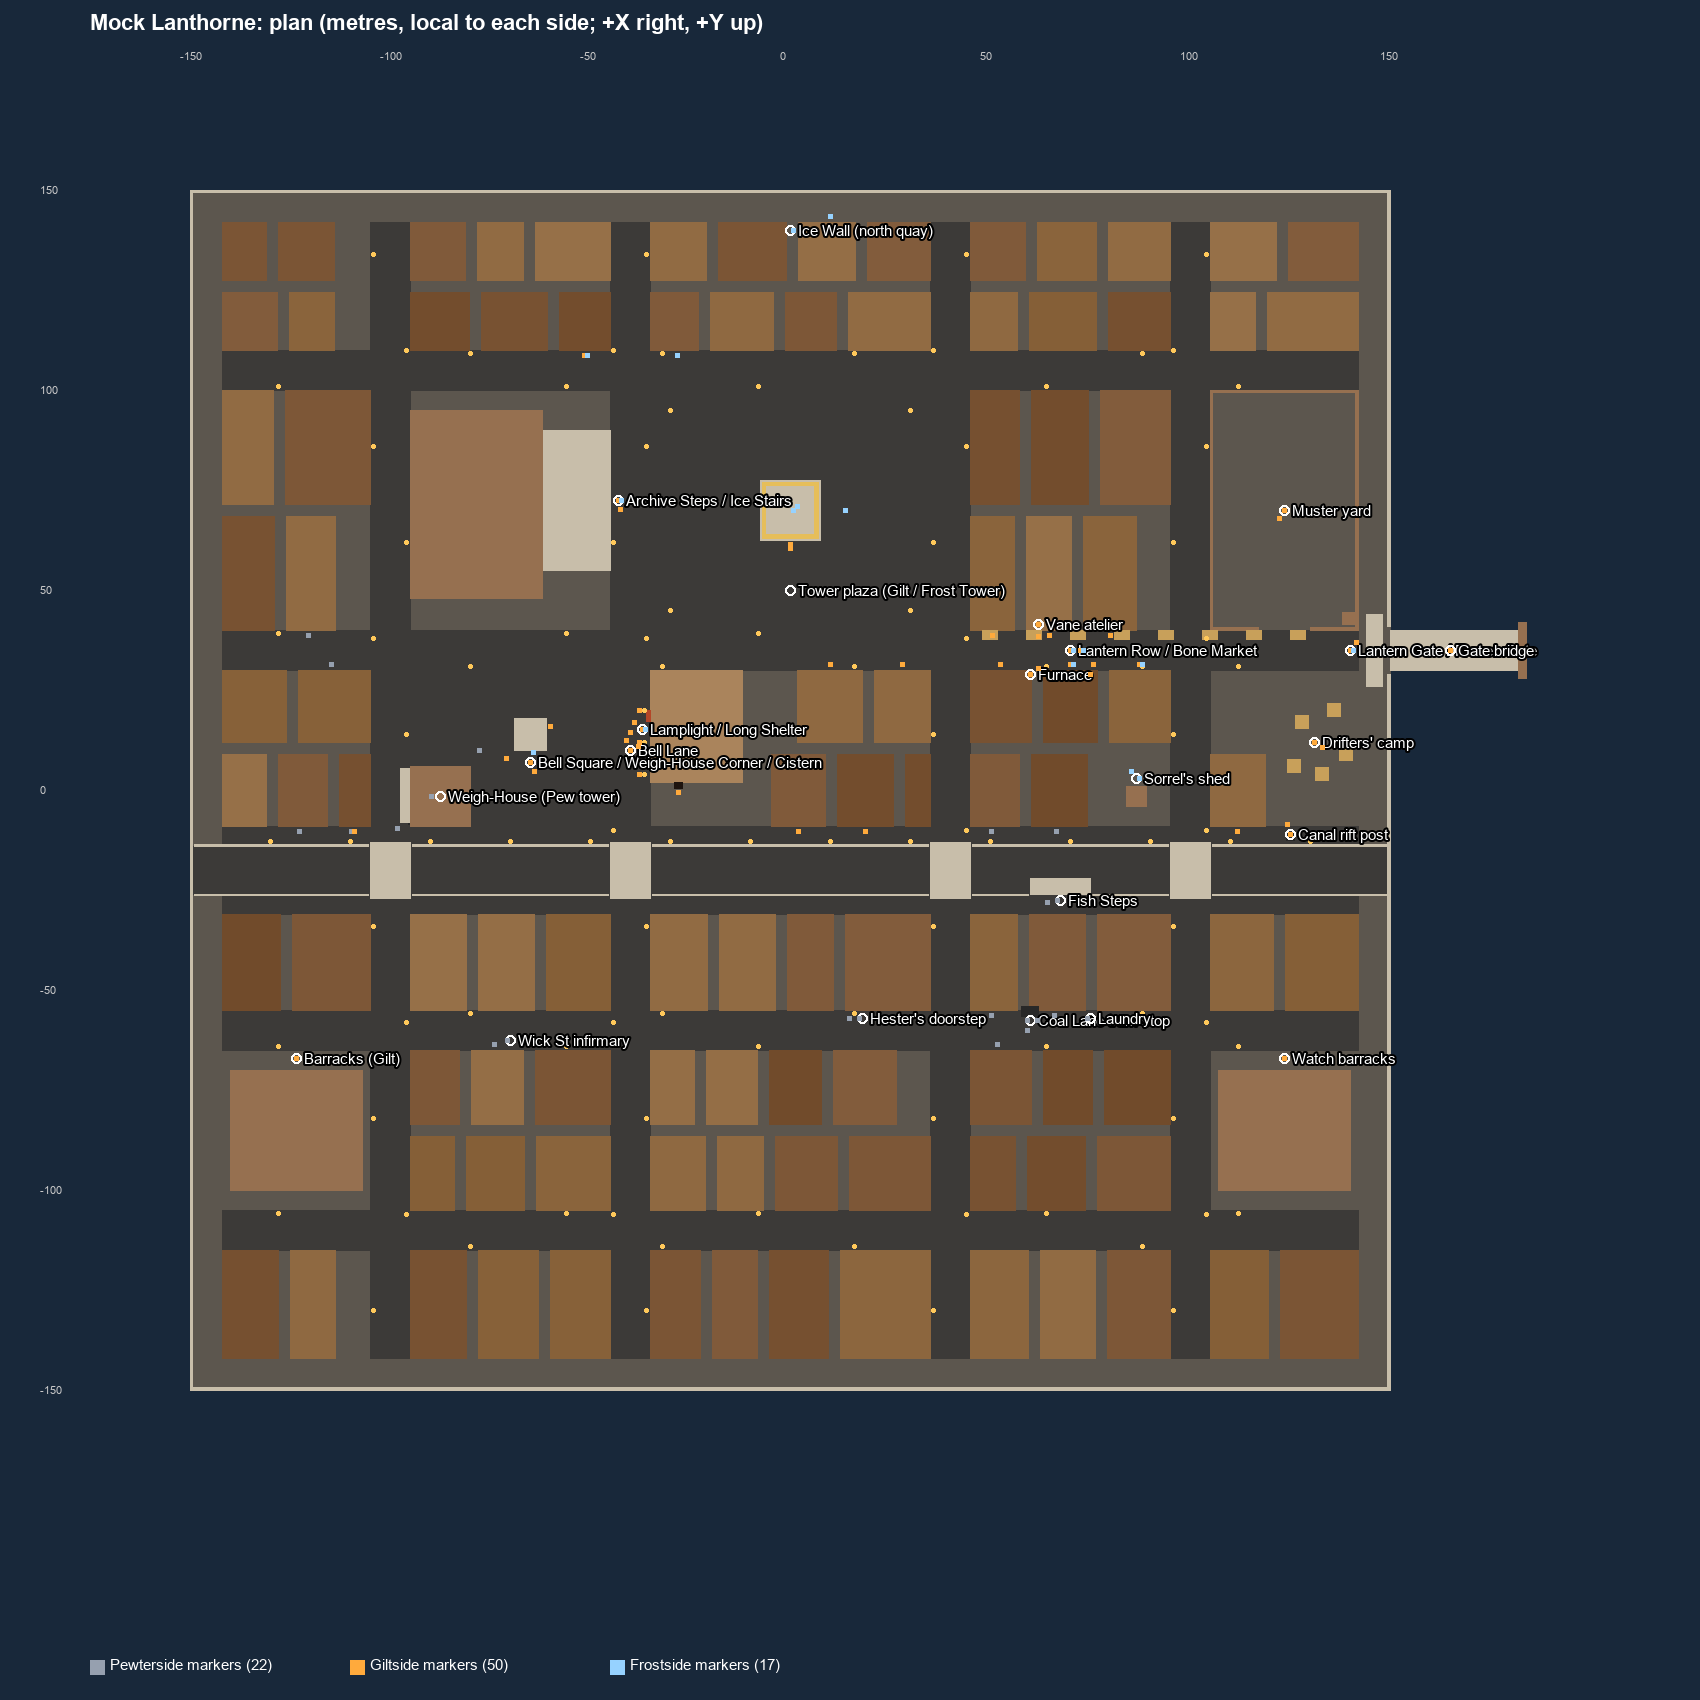 Mock Lanthorne: plan (metres, local to each side; +X right, +Y up)
-150 -100 -50 0 50 100 150
150
Ice Wall (north quay)
100
Archive Steps / Ice Stairs
Muster yard
50
Tower plaza (Gilt / Frost Tower)
Vane atelier
Lantern Row / Bone Market
Lantern Gate
Gate bridge
Furnace
Lamplight / Long Shelter
Drifters' camp
Bell Lane
Bell Square / Weigh-House Corner / Cistern
Sorrel's shed
0
Weigh-House (Pew tower)
Canal rift post
Fish Steps
-50
Hester's doorstep
Coal Lan
top
Laundry
Wick St infirmary
Barracks (Gilt)
Watch barracks
-100
-150
Pewterside markers (22)
Giltside markers (50)
Frostside markers (17)